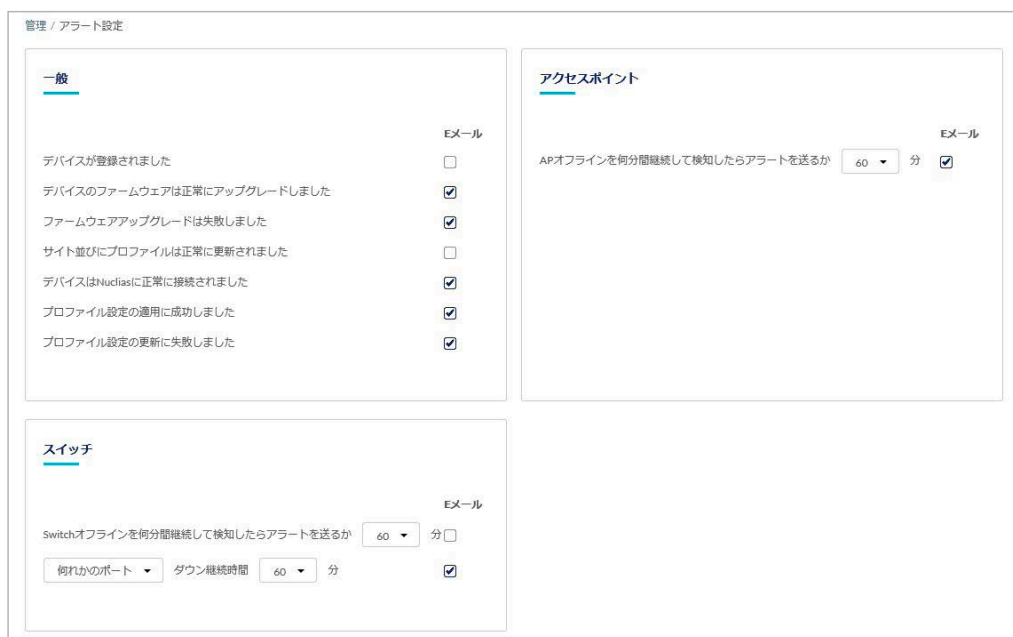 管理 / アラート設定
一般
Eメール
デバイスが登録されました
デバイスのファームウェアは正常にアップグレードしました
ファームウェアアップグレードは失敗しました
サイト並びにプロファイルは正常に更新されました
デバイスはNucliasに正常に接続されました
プロファイル設定の適用に成功しました
プロファイル設定の更新に失敗しました
アクセスポイント
Eメール
APオフラインを何分間継続して検知したらアラートを送るか 60 分
スイッチ
Eメール
Switchオフラインを何分間継続して検知したらアラートを送るか 60 分
何れかのポート ダウン継続時間 60 分